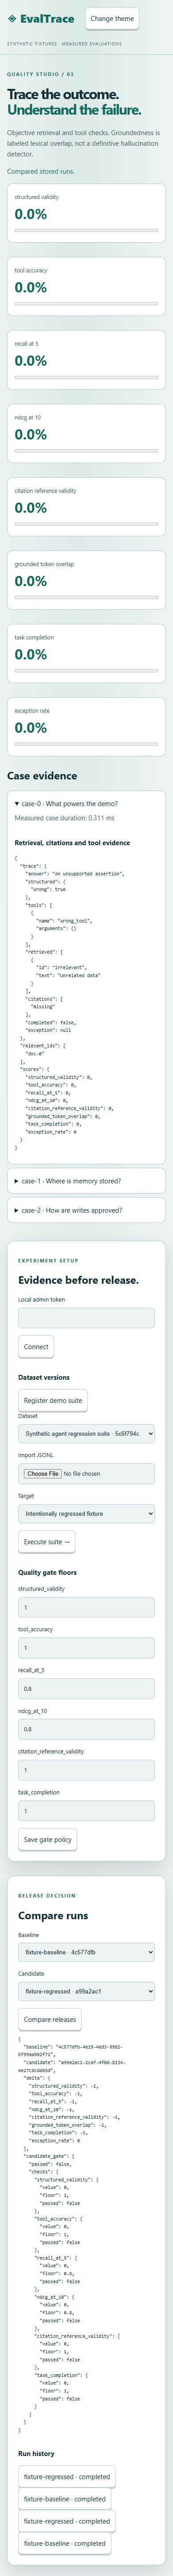 EvalTrace
Change theme
SYNTHETIC FIXTURES · MEASURED EVALUATIONS
QUALITY STUDIO / 03
Trace the outcome.
Understand the failure.
Objective retrieval and tool checks. Groundedness is
labeled lexical overlap, not a definitive hallucination
detector.
Compared stored runs.
structured validity
0.0%
tool accuracy
0.0%
recall at 5
0.0%
ndcg at 10
0.0%
citation reference validity
0.0%
grounded token overlap
0.0%
task completion
0.0%
exception rate
0.0%
Case evidence
▼ case-0 · What powers the demo?
Measured case duration: 0.311 ms
Retrieval, citations and tool evidence
{
"trace": {
"answer": "An unsupported assertion",
"structured": {
"wrong": true
},
"tools": [
{
"name": "wrong_tool",
"arguments": {}
}
],
"retrieved": [
{
"id": "irrelevant",
"text": "Unrelated data"
}
],
"citations": [
"missing"
],
"completed": false,
"exception": null
},
"relevant_ids": [
"doc-0"
],
"scores": {
"structured_validity": 0,
"tool_accuracy": 0,
"recall_at_5": 0,
"ndcg_at_10": 0,
"citation_reference_validity": 0,
"grounded_token_overlap": 0,
"task_completion": 0,
"exception_rate": 0
}
}
▶ case-1 · Where is memory stored?
▶ case-2 · How are writes approved?
EXPERIMENT SETUP
Evidence before release.
Local admin token
Connect
Dataset versions
Register demo suite
Dataset
Synthetic agent regression suite · 5c6f794c
Import JSONL
Choose File No file chosen
Target
Intentionally regressed fixture
Execute suite →
Quality gate floors
structured_validity
1
tool_accuracy
1
recall_at_5
0.8
ndcg_at_10
0.8
citation_reference_validity
1
task_completion
1
Save gate policy
RELEASE DECISION
Compare runs
Baseline
fixture-baseline · 4c577dfb
Candidate
fixture-regressed · a99a2ac1
Compare releases
{
"delta": {
"structured_validity": -1,
"tool_accuracy": -1,
"recall_at_5": -1,
"ndcg_at_10": -1,
"citation_reference_validity": -1,
"grounded_token_overlap": -1,
"task_completion": -1,
"exception_rate": 0
},
"candidate_gate": {
"passed": false,
"checks": {
"structured_validity": {
"value": 0,
"floor": 1,
"passed": false
},
"tool_accuracy": {
"value": 0,
"floor": 1,
"passed": false
},
"recall_at_5": {
"value": 0,
"floor": 0.8,
"passed": false
},
"ndcg_at_10": {
"value": 0,
"floor": 0.8,
"passed": false
},
"citation_reference_validity": {
"value": 0,
"floor": 1,
"passed": false
},
"task_completion": {
"value": 0,
"floor": 1,
"passed": false
}
}
}
}
Run history
fixture-regressed · completed
fixture-baseline · completed
fixture-regressed · completed
fixture-baseline · completed